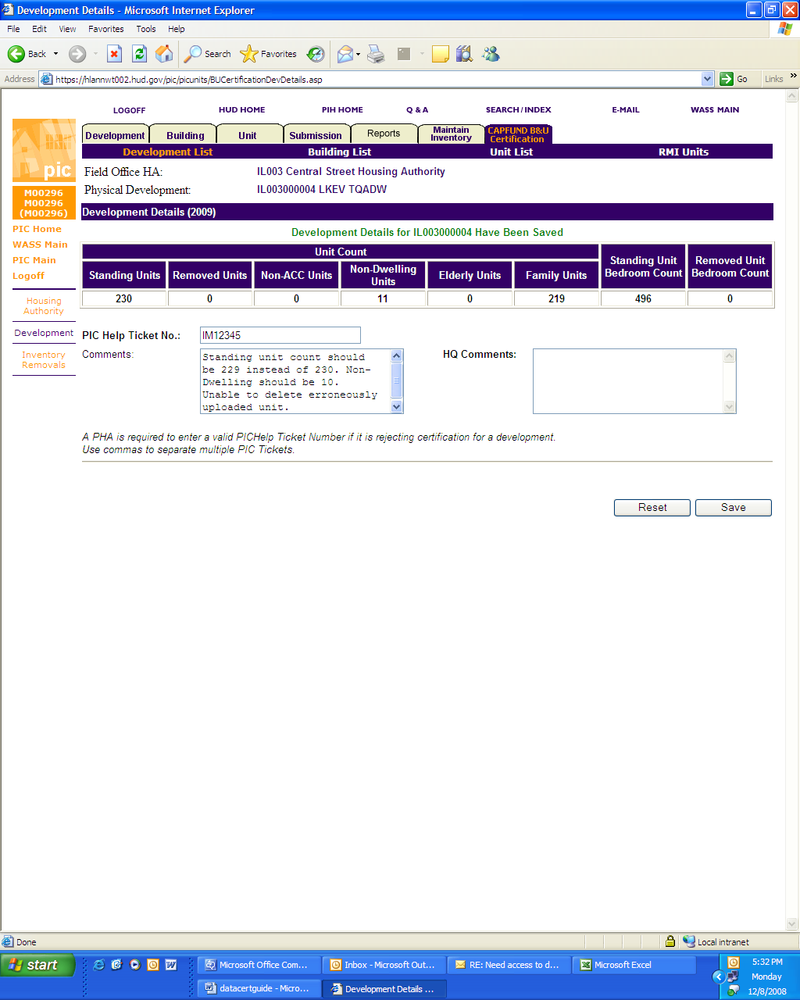 Development Details - Microsoft Internet Explorer
File Edit View Favorites Tools Help
Back Search Favorites
Address https://hlannwt002.hud.gov/pic/picunits/BUCertificationDevDetails.asp Go Links »
LOGOFF HUD HOME PIH HOME Q & A SEARCH / INDEX E-MAIL WASS MAIN
Development Building Unit Submission Reports Maintain Inventory CAPFUND B&U Certification
Development List Building List Unit List RMI Units
pic
M00296
M00296
(M00296)
PIC Home
WASS Main
PIC Main
Logoff
Housing
Authority
Development
Inventory
Removals
Field Office HA: IL003 Central Street Housing Authority
Physical Development: IL003000004 LKEV TQADW
Development Details (2009)
Development Details for IL003000004 Have Been Saved
Unit Count Standing Unit Bedroom Count Removed Unit Bedroom Count
Standing Units Removed Units Non-ACC Units Non-Dwelling Units Elderly Units Family Units
230 0 0 11 0 219 496 0
PIC Help Ticket No.: IM12345
Comments: HQ Comments:
Standing unit count should
be 229 instead of 230. Non-
Dwelling should be 10.
Unable to delete erroneously
uploaded unit.
A PHA is required to enter a valid PICHelp Ticket Number if it is rejecting certification for a development.
Use commas to separate multiple PIC Tickets.
Reset Save
Done Local intranet
start Microsoft Office Com... Inbox - Microsoft Out... RE: Need access to d... Microsoft Excel 5:32 PM
Monday
datacertguide - Micro... Development Details ... 12/8/2008